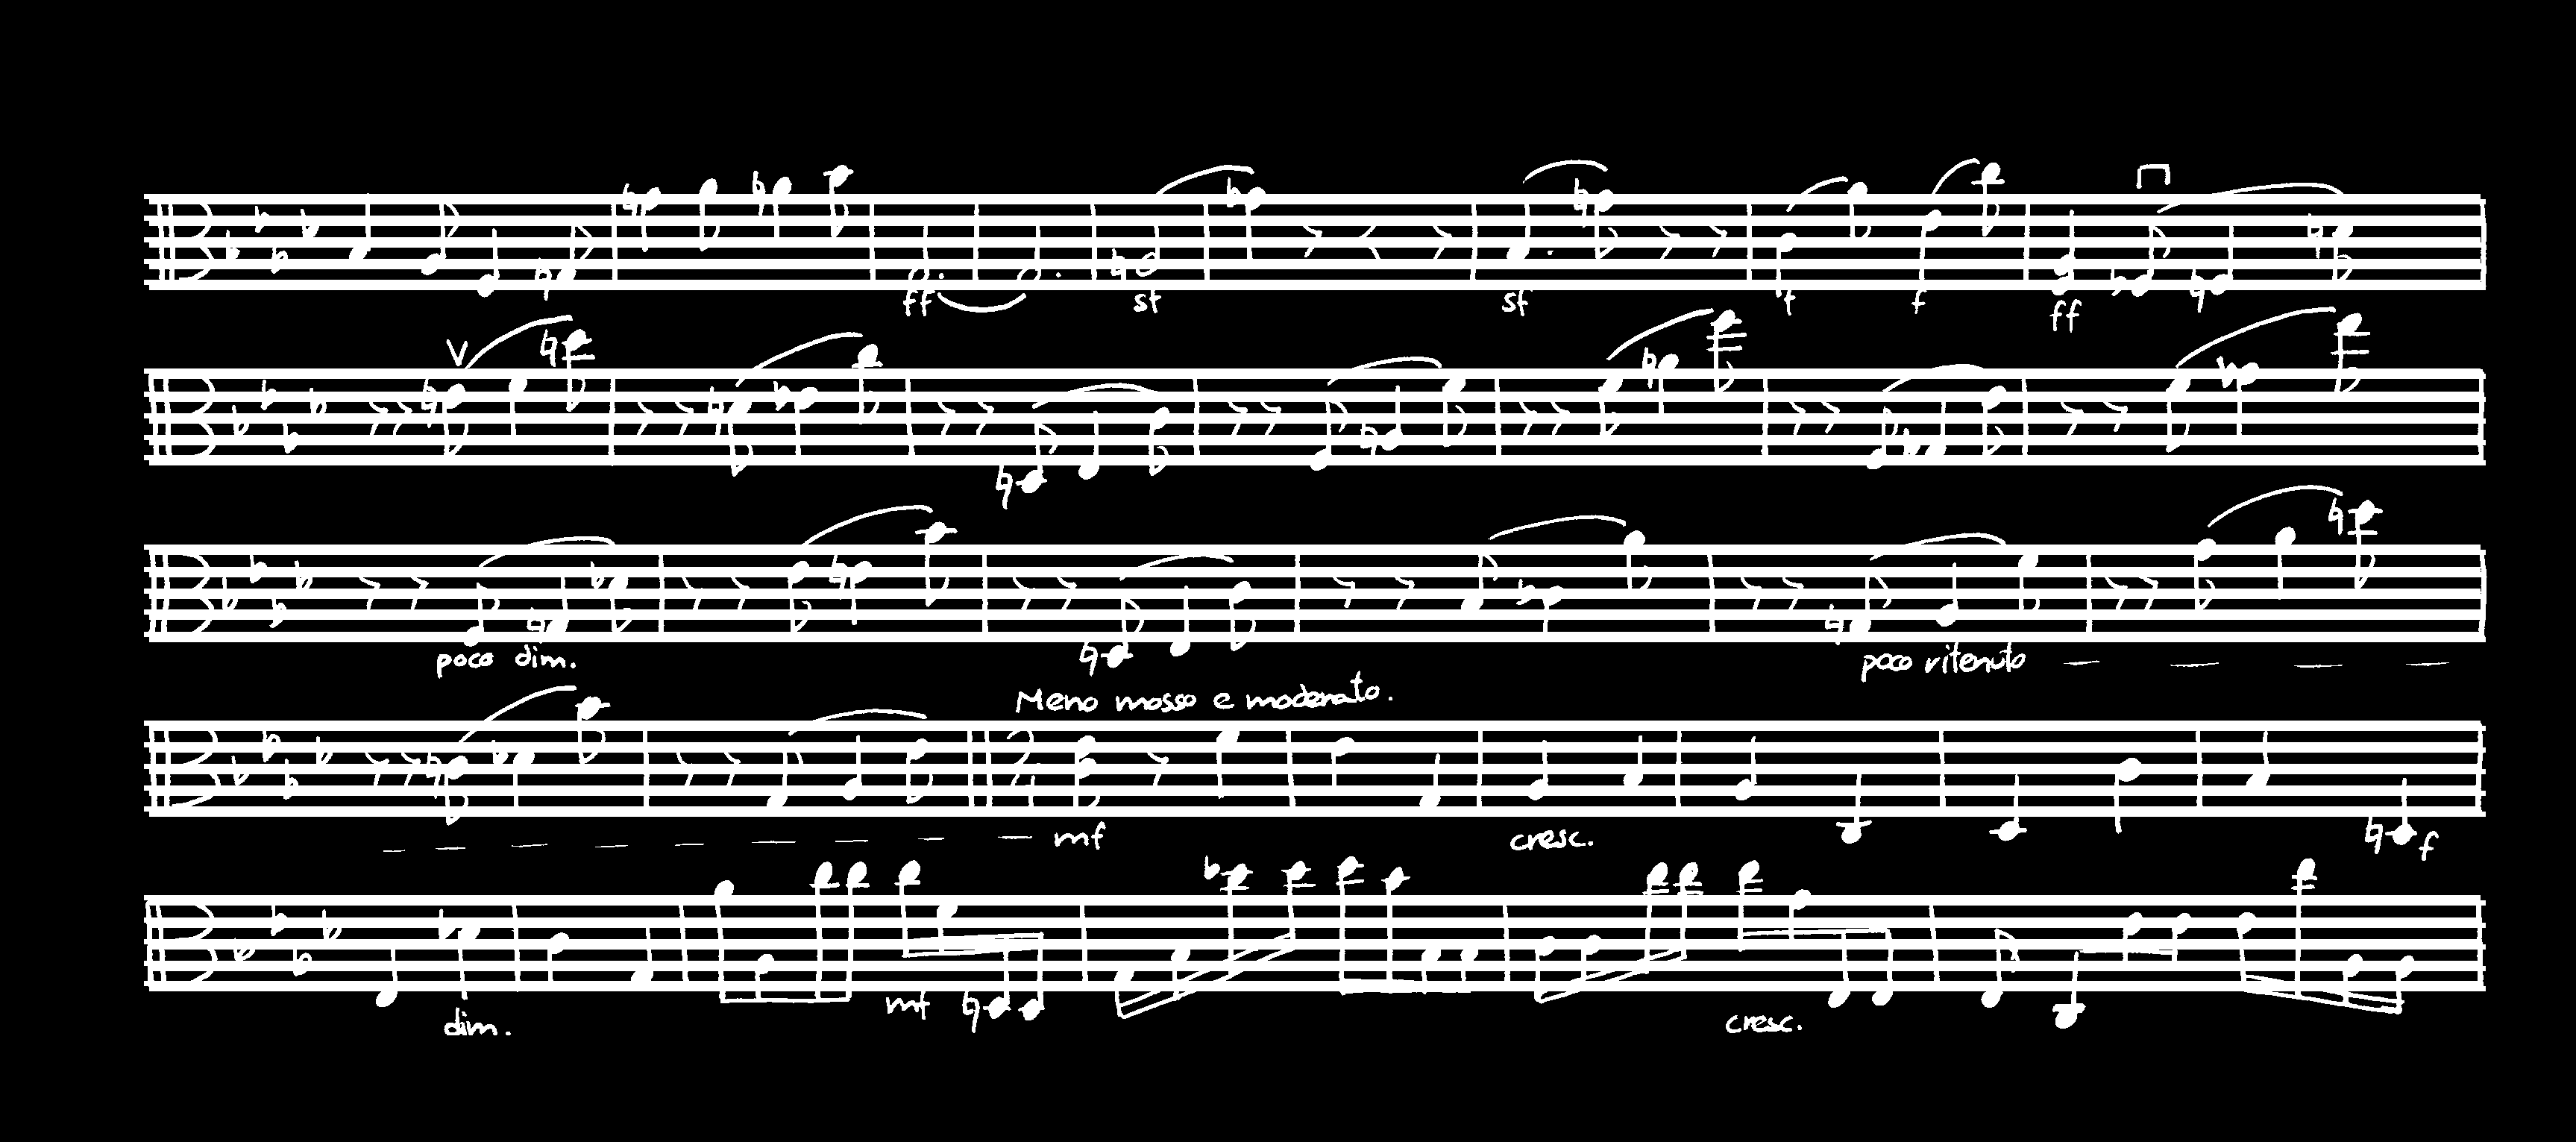 ff sf sf f f ff
V
poco dim. poco ritenuto
Meno mosso e moderato.
mf cresc. f
mf
dim. cresc.